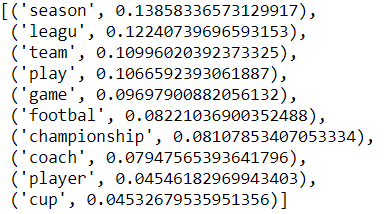 [('season', 0.13858336573129917),
('leagu', 0.12240739696593153),
('team', 0.10996020392373325),
('play', 0.1066592393061887),
('game', 0.09697900882056132),
('footbal', 0.08221036900352488),
('championship', 0.08107853407053334),
('coach', 0.07947565393641796),
('player', 0.04546182969943403),
('cup', 0.04532679535951356)]